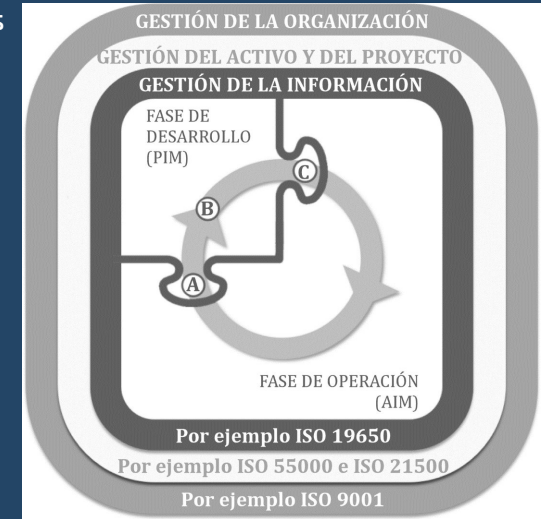 s
GESTIÓN DE LA ORGANIZACIÓN
GESTIÓN DEL ACTIVO Y DEL PROYECTO
GESTIÓN DE LA INFORMACIÓN
FASE DE
DESARROLLO
(PIM)
C
B
A
FASE DE OPERACIÓN
(AIM)
Por ejemplo ISO 19650
Por ejemplo ISO 55000 e ISO 21500
Por ejemplo ISO 9001